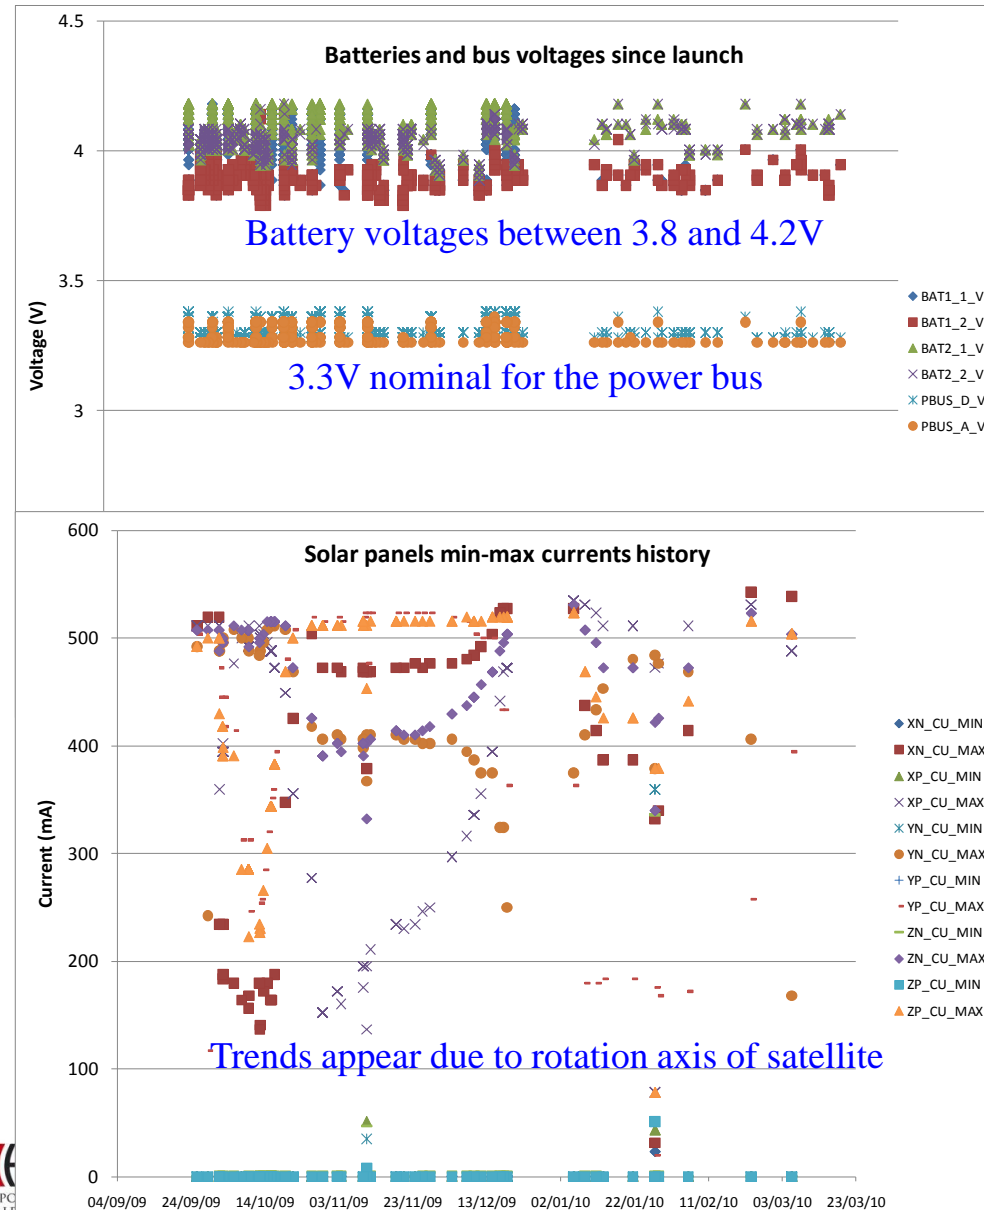 4.5
Batteries and bus voltages since launch
4
Battery voltages between 3.8 and 4.2V
3.5
Voltage (V)
3.3V nominal for the power bus
3
BAT1_1_V
BAT1_2_V
BAT2_1_V
BAT2_2_V
PBUS_D_V
PBUS_A_V
600
Solar panels min-max currents history
500
400
Current (mA)
300
200
Trends appear due to rotation axis of satellite
100
0
XN_CU_MIN
XN_CU_MAX
XP_CU_MIN
XP_CU_MAX
YN_CU_MIN
YN_CU_MAX
YP_CU_MIN
YP_CU_MAX
ZN_CU_MIN
ZN_CU_MAX
ZP_CU_MIN
ZP_CU_MAX
04/09/09 24/09/09 14/10/09 03/11/09 23/11/09 13/12/09 02/01/10 22/01/10 11/02/10 03/03/10 23/03/10